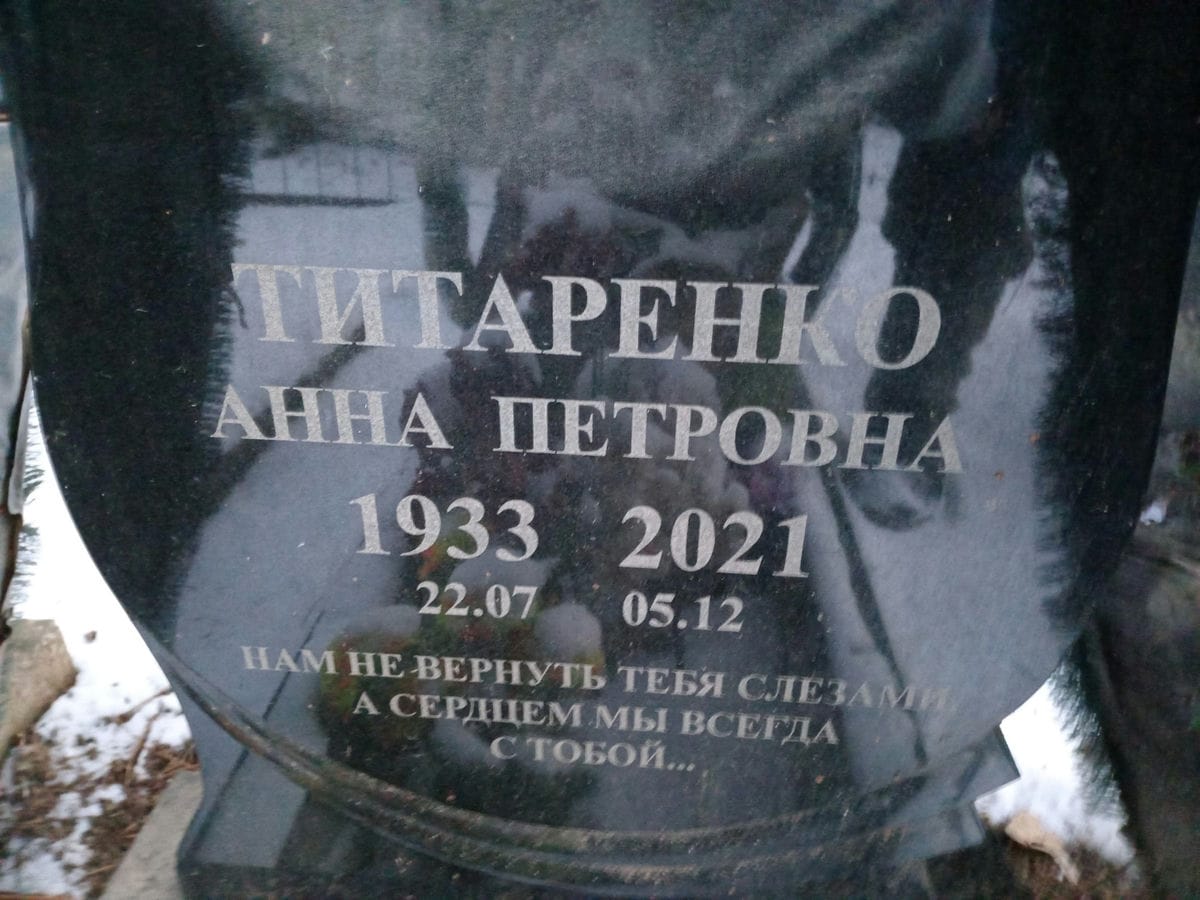 ТИТАРЕНКО
АННА ПЕТРОВНА
1933 2021
22.07 05.12
НАМ НЕ ВЕРНУТЬ ТЕБЯ СЛЕЗАМИ,
А СЕРДЦЕМ МЫ ВСЕГДА
С ТОБОЙ...